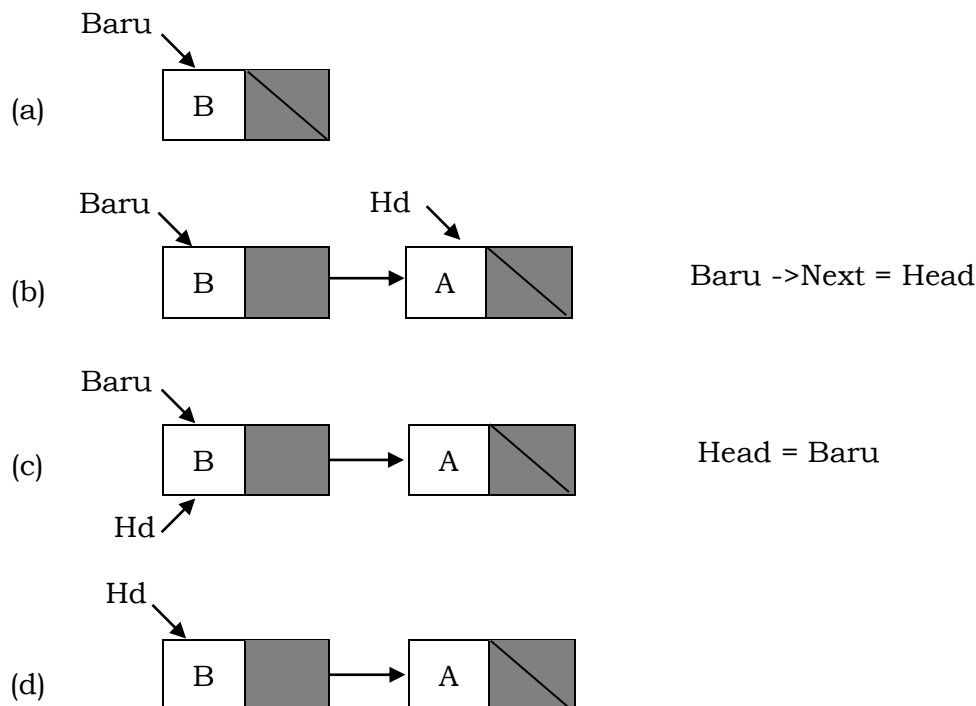 Baru
(a) B
Baru Hd
(b) B A Baru ->Next = Head
Baru
(c) B A Head = Baru
Hd
Hd
(d) B A